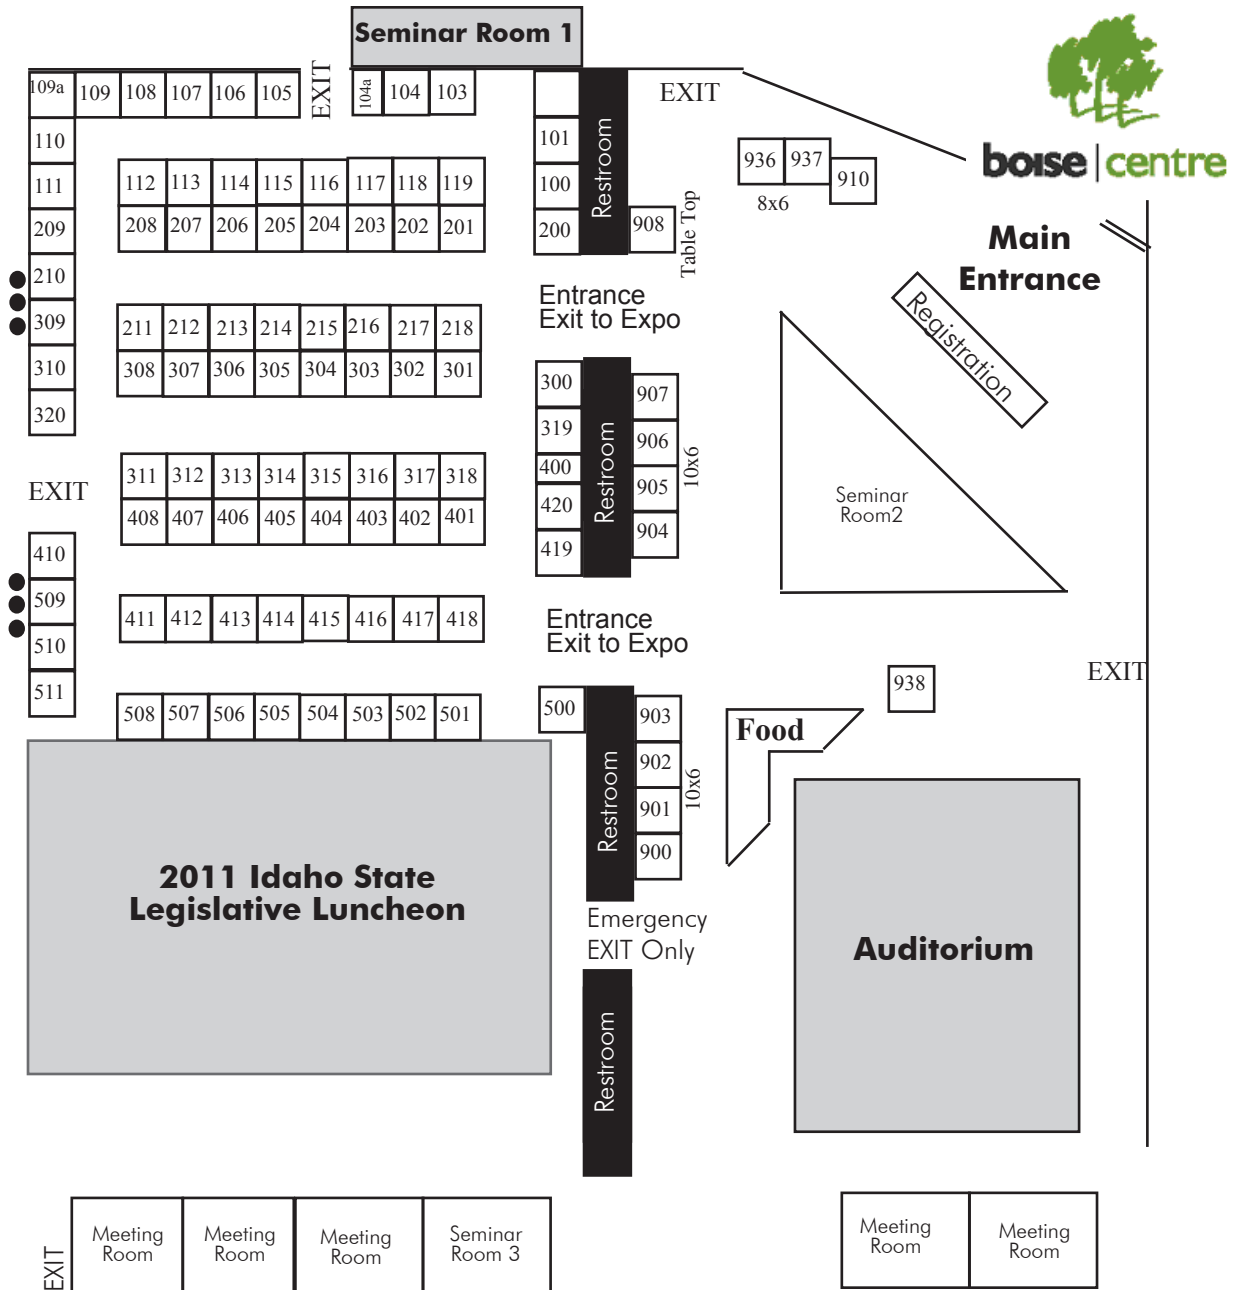 Seminar Room 1
boise | centre
109a 109 108 107 106 105
EXIT
104a 104 103
EXIT
110
101
Restroom
936 937 910
8x6
111
112 113 114 115 116 117 118 119
100
209
208 207 206 205 204 203 202 201
200
908
Table Top
Main
Entrance
210
Entrance
Exit to Expo
Registration
309
211 212 213 214 215 216 217 218
310
308 307 306 305 304 303 302 301
300
907
320
319
Restroom
906
10x6
EXIT
311 312 313 314 315 316 317 318
400
905
Seminar
Room2
408 407 406 405 404 403 402 401
420
904
410
419
509
411 412 413 414 415 416 417 418
Entrance
Exit to Expo
510
511
EXIT
938
508 507 506 505 504 503 502 501
500
903
Food
Restroom
902
10x6
901
900
2011 Idaho State
Legislative Luncheon
Emergency
EXIT Only
Auditorium
Restroom
EXIT
Meeting
Room
Meeting
Room
Meeting
Room
Seminar
Room 3
Meeting
Room
Meeting
Room